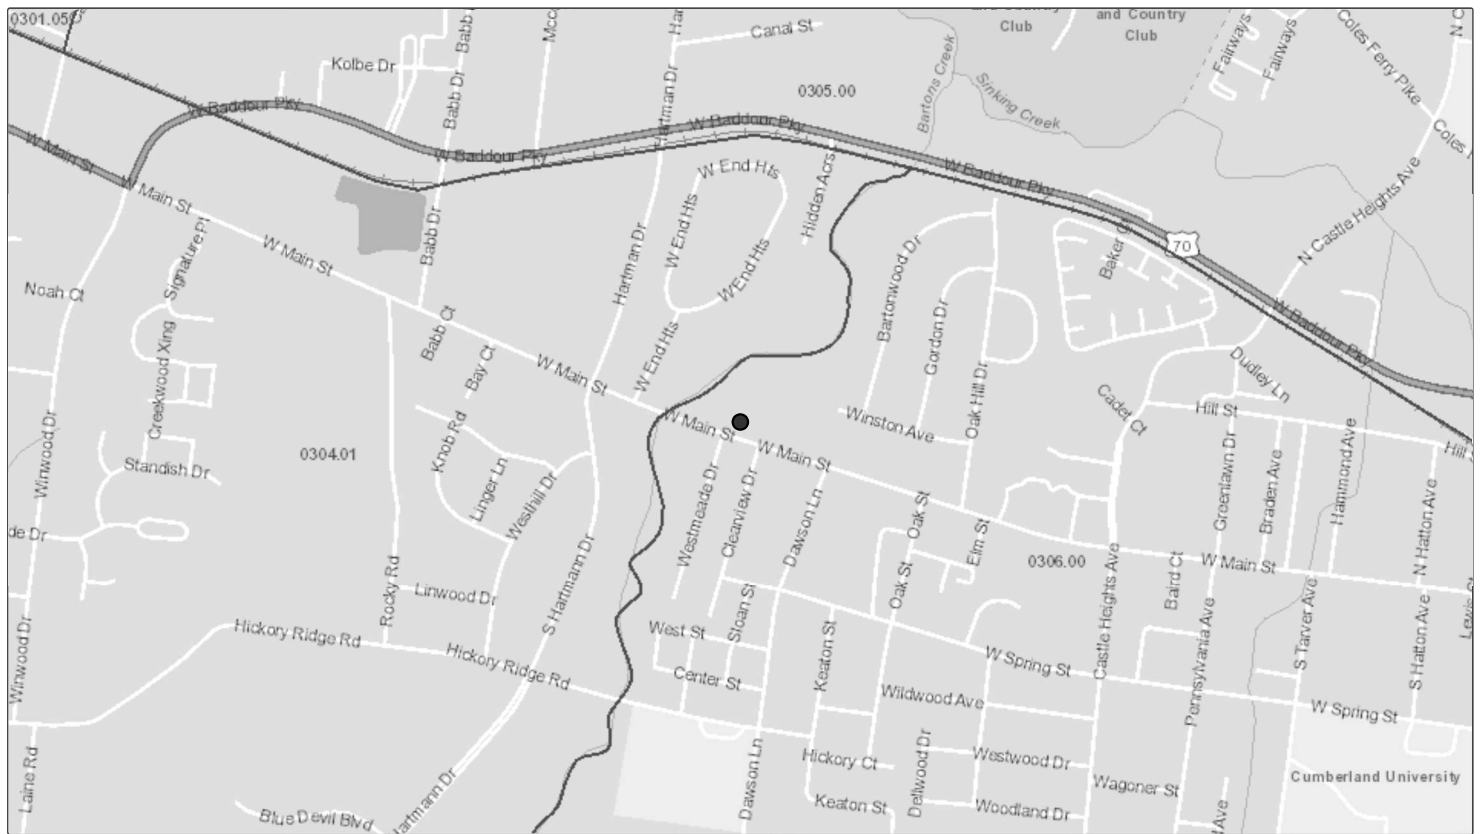 0301.05
Babb Dr
and Country
Club
and Country
Club
Fairways
Fairways
Coles Ferry Pike
Canal St
Kolbe Dr
Babb Dr
Hartman Dr
0305.00
Bartons Creek
Sinking Creek
W Baddour Pky
W Baddour Pky
W Baddour Pky
W Baddour Pky
W Baddour Pky
W Main St
W Main St
W Main St
W End Hts
W End Hts
W End Hts
W End Hts
Hidden Acrs
N Castle Heights Ave
70
Baker Ct
Babb Dr
Signature Pl
Hartman Dr
Noah Ct
Bartonwood Dr
Gordon Dr
Oak Hill Dr
Babb Ct
Bay Ct
W Main St
Creekwood Xing
Dudley Ln
Cadet Ct
Hill St
Hill S
Winwood Dr
Winston Ave
W Main St
W Main St
Knob Rd
0304.01
Standish Dr
Linger Ln
Westhill Dr
Westmeade Dr
Clearview Dr
Dawson Ln
Oak St
Elm St
Greenlawn Dr
Braden Ave
Hammond Ave
N Hatton Ave
de Dr
0306.00
W Main St
Baird Ct
Rocky Rd
Linwood Dr
S Hartmann Dr
Oak St
Sloan St
West St
Center St
Keaton St
Castle Heights Ave
Pennsylvania Ave
S Tarver Ave
S Hatton Ave
Hickory Ridge Rd
Hickory Ridge Rd
W Spring St
W Spring St
Winwood Dr
Wildwood Ave
Westwood Dr
Wagoner St
Hickory Ct
Dellwood Dr
Dawson Ln
Keaton St
Woodland Dr
Cumberland University
Laine Rd
Blue Devil Blvd
Hartmann Dr